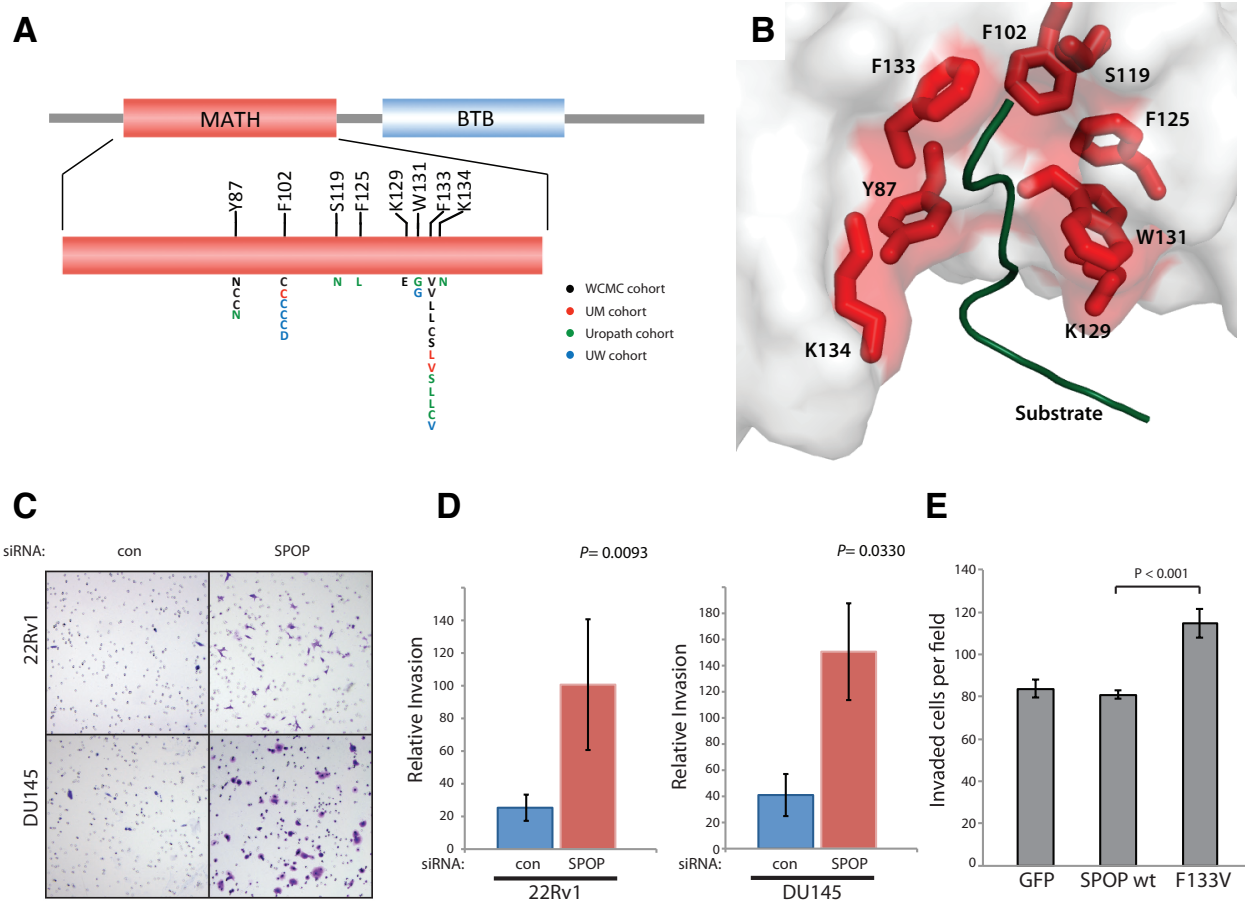 A
MATH
BTB
Y87
F102
S119
F125
K129
W131
F133
K134
N
C
C
N
C
C
C
C
C
D
N
L
E
G
G
V
V
L
L
C
S
L
V
S
L
L
C
V
N
WCMC cohort
UM cohort
Uropath cohort
UW cohort
B
F102
S119
F133
F125
Y87
W131
K129
K134
Substrate
C
siRNA: con SPOP
22Rv1
DU145
D
P= 0.0093
Relative Invasion
140
120
100
80
60
40
20
0
siRNA: con SPOP
22Rv1
P= 0.0330
Relative Invasion
180
160
140
120
100
80
60
40
20
0
siRNA: con SPOP
DU145
E
P < 0.001
Invaded cells per field
140
120
100
80
60
40
20
0
GFP SPOP wt F133V